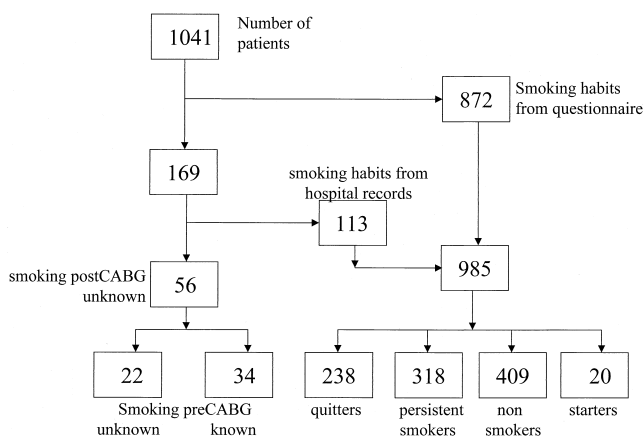 1041
Number of
patients
872
Smoking habits
from questionnaire
169
smoking habits from
hospital records
113
smoking postCABG
unknown
56
985
22
34
238
318
409
20
Smoking preCABG
unknown known
quitters
persistent
smokers
non
smokers
starters